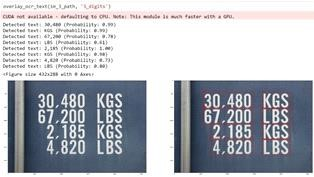 overlay_ocr_text(im_3_path, '3_digits')
CUDA not available - defaulting to CPU. Note: This module is much faster with a GPU.
Detected text: 30,480 (Probability: 0.99)
Detected text: KGS (Probability: 0.99)
Detected text: 67,200 (Probability: 0.78)
Detected text: LBS (Probability: 0.61)
Detected text: 2,185 (Probability: 1.00)
Detected text: KGS (Probability: 0.98)
Detected text: 4,820 (Probability: 0.73)
Detected text: LBS (Probability: 0.80)
<Figure size 432x288 with 0 Axes>
30,480 KGS
67,200 LBS
2,185 KGS
4,820 LBS
30,480 KGS
67,200 LBS
2,185 KGS
4,820 LBS